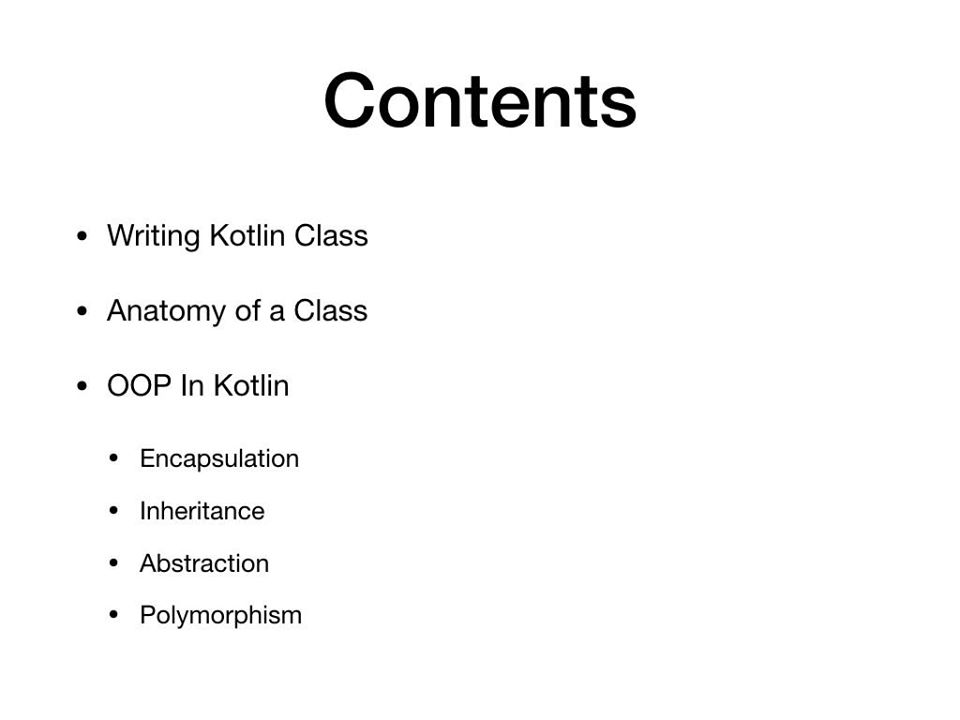 Contents
• Writing Kotlin Class
• Anatomy of a Class
• OOP In Kotlin
• Encapsulation
• Inheritance
• Abstraction
• Polymorphism